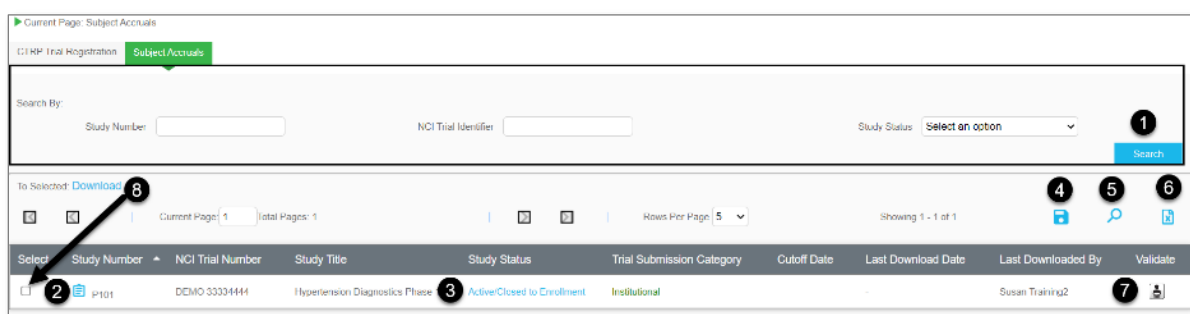 Current Page: Subject Accruals
CTRP Trial Registration Subject Accruals
Search By:
Study Number NCI Trial Identifier Study Status Select an option 1
Search
To Selected: Download 8 4 5 6
Current Page: 1 Total Pages: 1 Rows Per Page 5 Showing 1 - 1 of 1
Select Study Number NCI Trial Number Study Title Study Status Trial Submission Category Cutoff Date Last Download Date Last Downloaded By Validate
2 P101 DEMO 33334444 Hypertension Diagnostics Phase 3 Active/Closed to Enrollment Institutional - Susan Training2 7